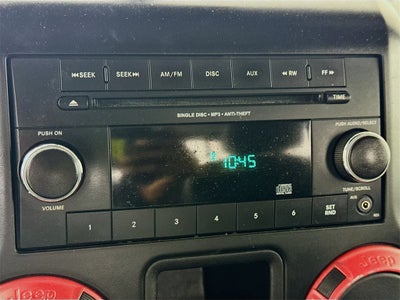 SEEK SEEK AM/FM DISC AUX RW FF
TIME
SINGLE DISC • MP3 • ANTI-THEFT
PUSH ON
PUSH AUDIO/SELECT
10:45
VOLUME
TUNE/SCROLL
AUX
1 2 3 4 5 6 SET RND
Jeep Jeep